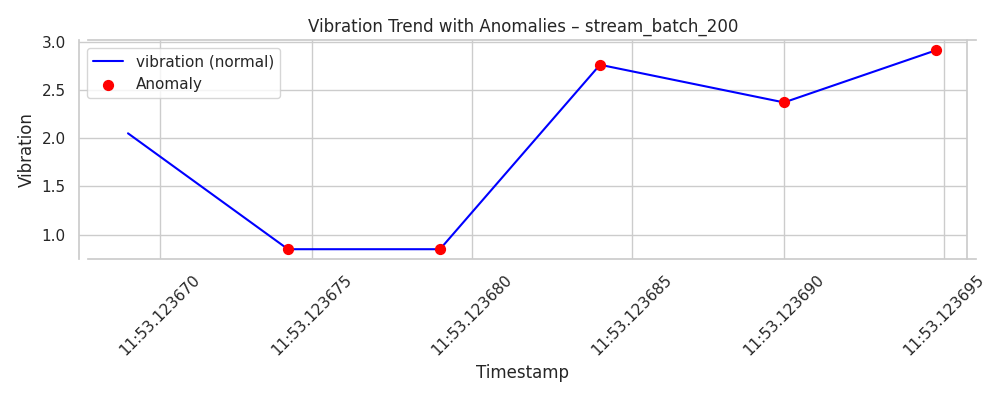 Vibration Trend with Anomalies – stream_batch_200
vibration (normal)
Anomaly
Vibration
3.0
2.5
2.0
1.5
1.0
11:53.123670
11:53.123675
11:53.123680
11:53.123685
11:53.123690
11:53.123695
Timestamp